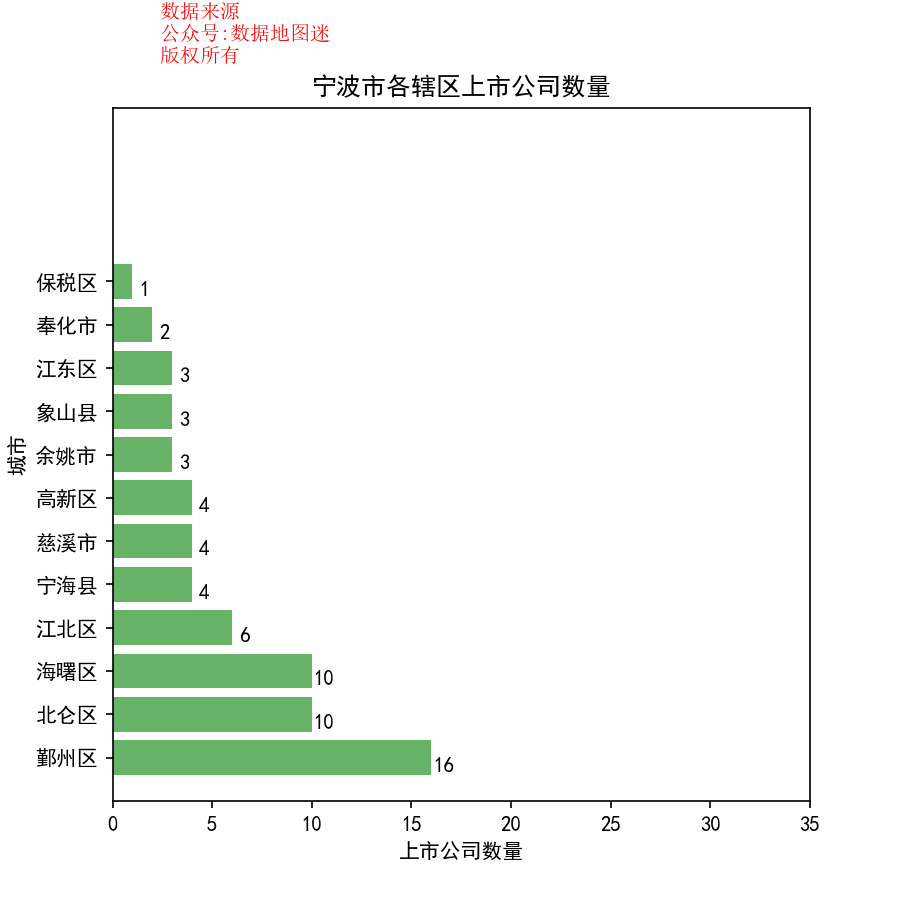 数据来源
公众号:数据地图迷
版权所有
宁波市各辖区上市公司数量
城市
保税区 1
奉化市 2
江东区 3
象山县 3
余姚市 3
高新区 4
慈溪市 4
宁海县 4
江北区 6
海曙区 10
北仑区 10
鄞州区 16
0 5 10 15 20 25 30 35
上市公司数量